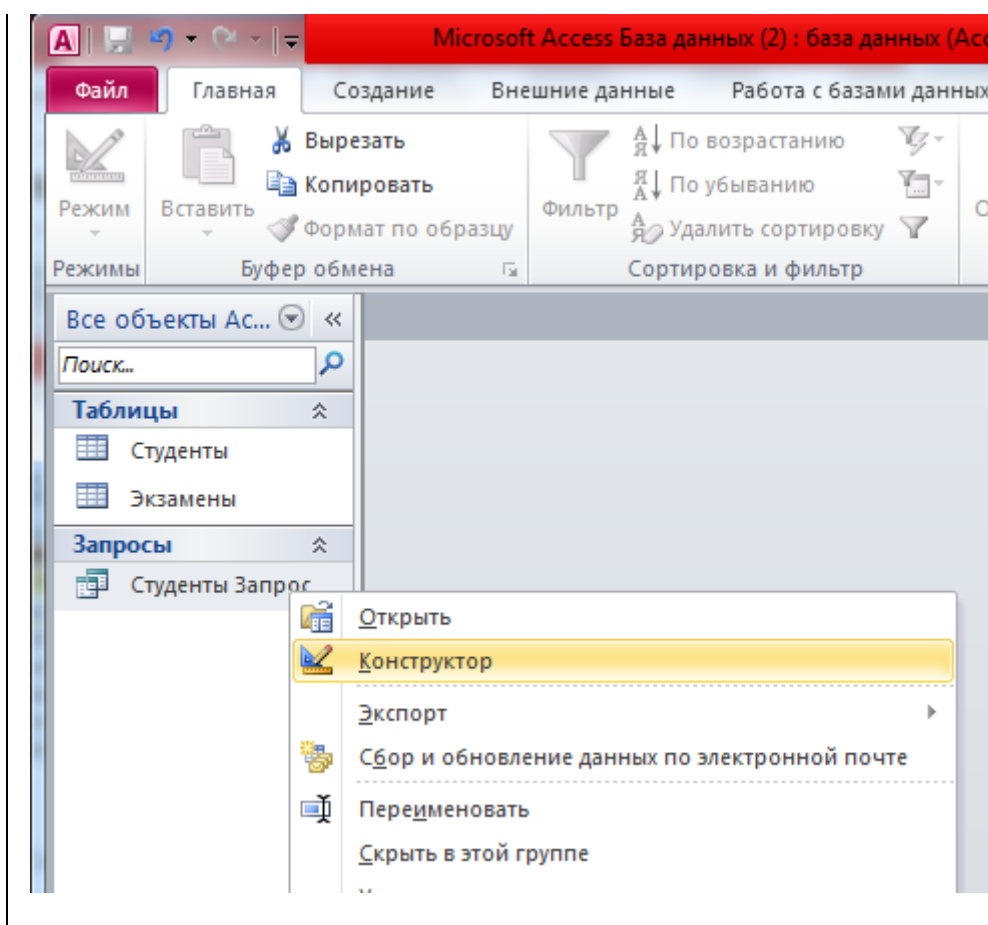 Microsoft Access База данных (2) : база данных (Acc
Файл Главная Создание Внешние данные Работа с базами данных
Режим
Вставить
Вырезать
Копировать
Формат по образцу
Фильтр
По возрастанию
По убыванию
Удалить сортировку
Режимы Буфер обмена Сортировка и фильтр
Все объекты Ac...
Поиск...
Таблицы
Студенты
Экзамены
Запросы
Студенты Запрос
Открыть
Конструктор
Экспорт
Сбор и обновление данных по электронной почте
Переименовать
Скрыть в этой группе